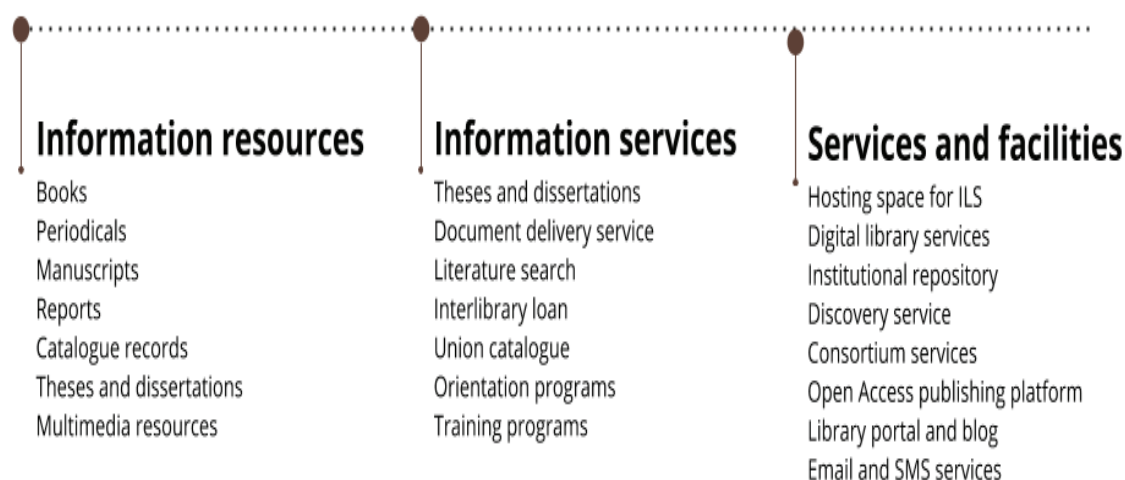 Information resources
Books
Periodicals
Manuscripts
Reports
Catalogue records
Theses and dissertations
Multimedia resources
Information services
Theses and dissertations
Document delivery service
Literature search
Interlibrary loan
Union catalogue
Orientation programs
Training programs
Services and facilities
Hosting space for ILS
Digital library services
Institutional repository
Discovery service
Consortium services
Open Access publishing platform
Library portal and blog
Email and SMS services